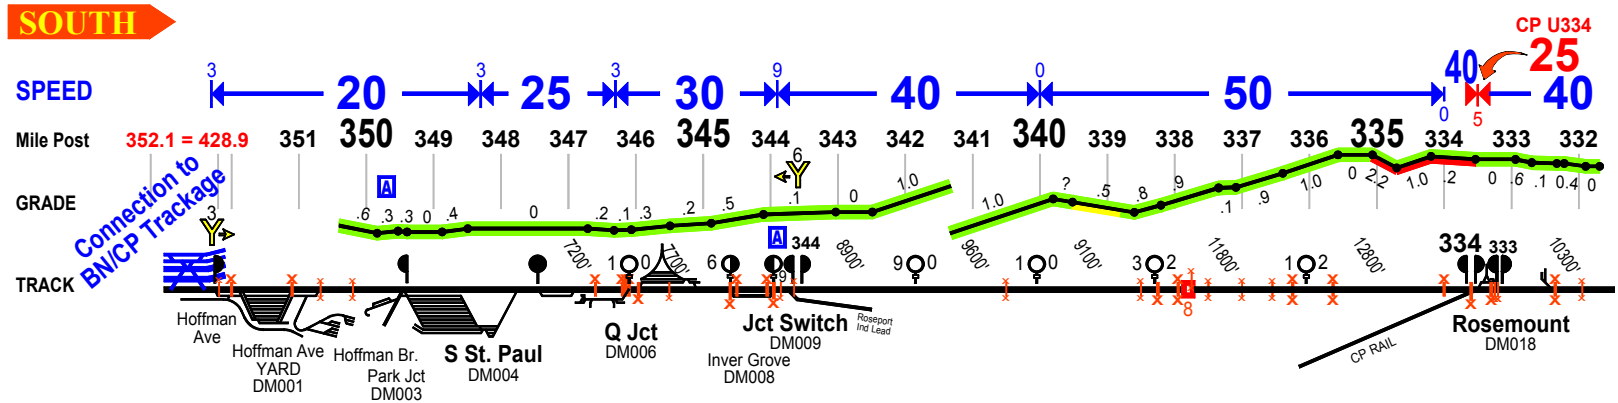 SOUTH
CP U334
SPEED 3 20 3 25 3 30 9 40 0 50 0 40 25 5 40
Mile Post 352.1 = 428.9 351 350 349 348 347 346 345 344 343 342 341 340 339 338 337 336 335 334 333 332
Connection to
BN/CP Trackage
GRADE A .6 .3 .3 0 .4 0 .2 .1 .3 .2 .5 .1 0 1.0 1.0 ? .5 .8 .9 .1 .9 1.0 0 2.2 1.0 .2 0 .6 .1 0.4 0
3 Y 6 Y
A 344 334 333
7200' 7700' 8900' 9600' 9100' 11800' 12800' 10300'
TRACK 1 0 6 9 9 0 1 0 3 2 1 2
8
Hoffman
Ave
Hoffman Ave
YARD
DM001
Hoffman Br.
Park Jct
DM003
S St. Paul
DM004
Q Jct
DM006
Jct Switch
DM009
Inver Grove
DM008
Roseport
Ind Lead
CP RAIL
Rosemount
DM018